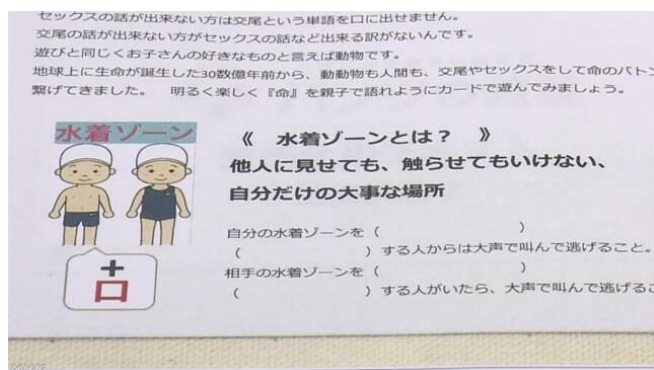 セックスの話が出来ない方は交尾という単語を口に出せません。
交尾の話が出来ない方がセックスの話など出来る訳がないんです。
遊びと同じくお子さんの好きなものと言えば動物です。
地球上に生命が誕生した30数億年前から、動動物も人間も、交尾やセックスをして命のバトン
繋げてきました。 明るく楽しく『命』を親子で語れようにカードで遊んでみましょう。
水着ゾーン
《 水着ゾーンとは? 》
他人に見せても、触らせてもいけない、
自分だけの大事な場所
+
口
自分の水着ゾーンを( )
( )する人からは大声で叫んで逃げること。
相手の水着ゾーンを( )
( )する人がいたら、大声で叫んで逃げるこ